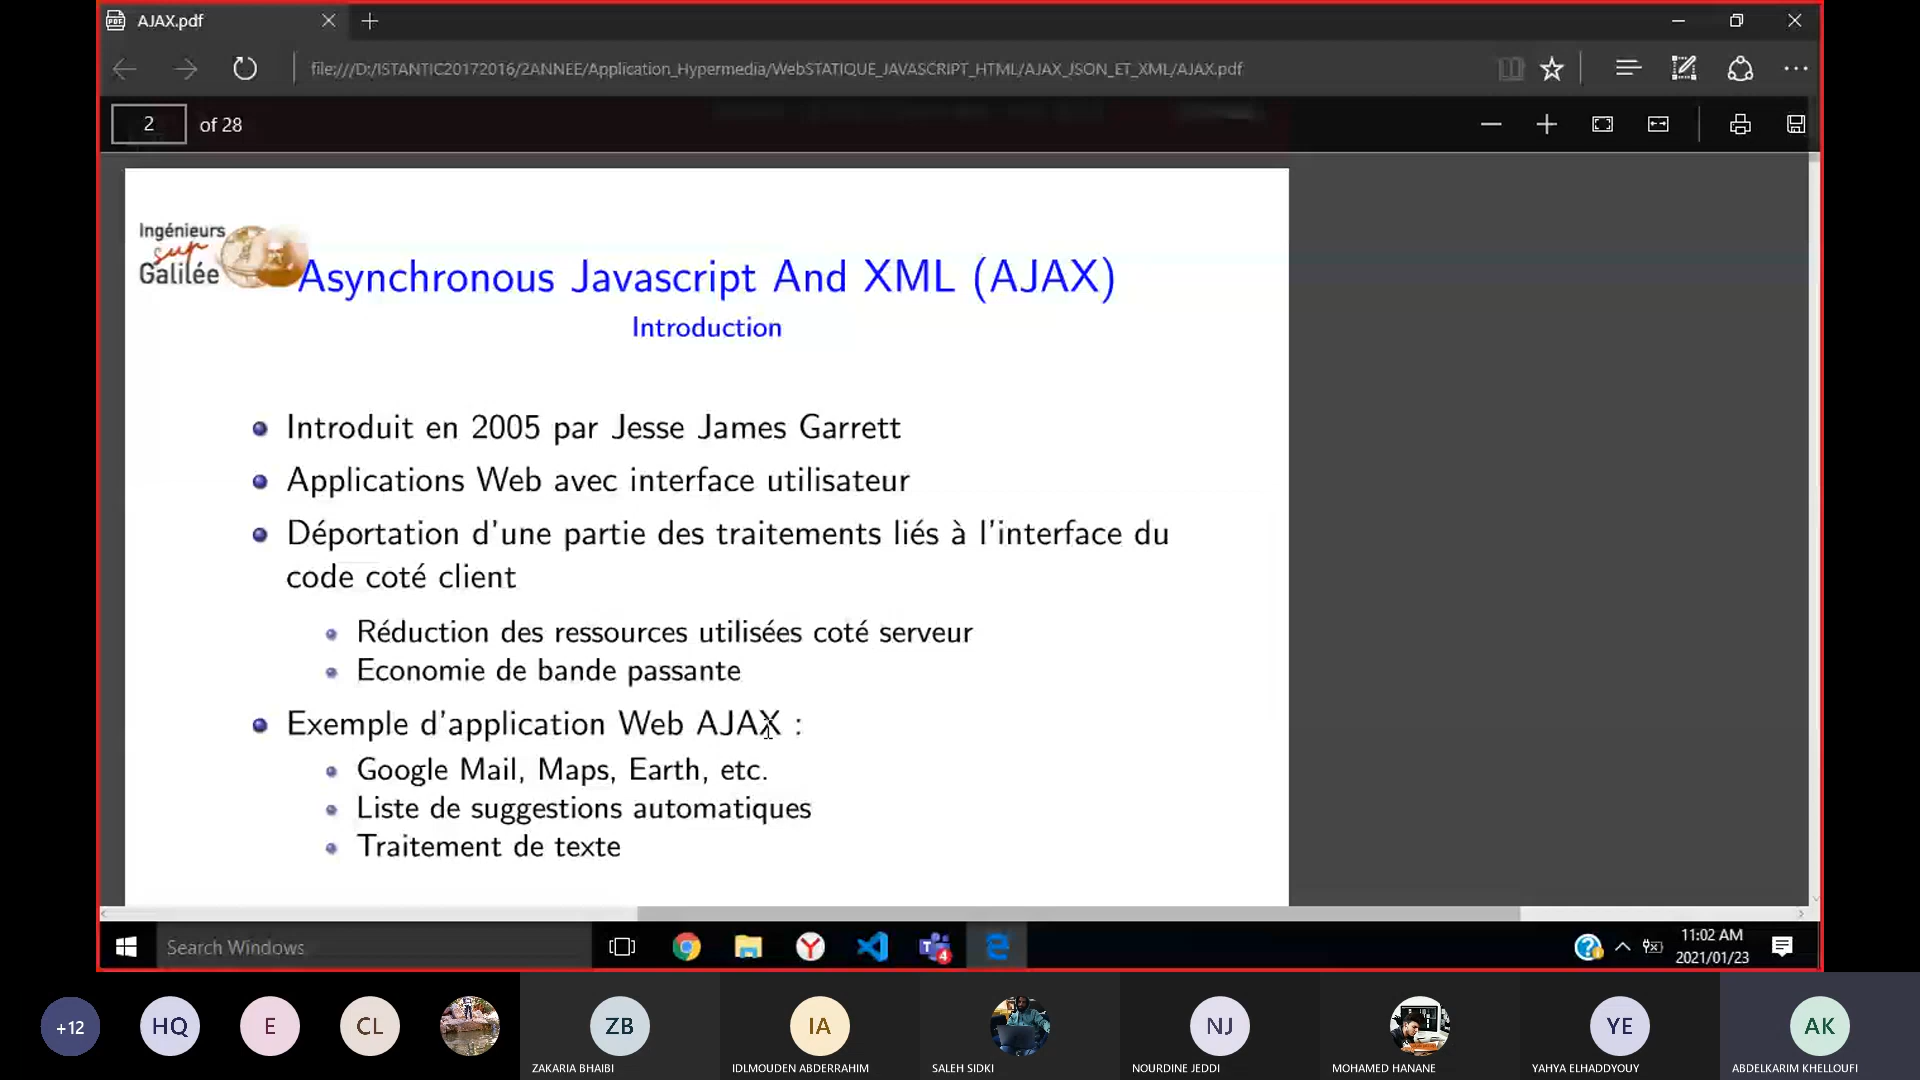 AJAX.pdf
file:///D:/ISTANTIC20172016/2ANNEE/Application_Hypermedia/WebSTATIQUE_JAVASCRIPT_HTML/AJAX_JSON_ET_XML/AJAX.pdf
2 of 28
Ingénieurs
sup
Galilée
Asynchronous Javascript And XML (AJAX)
Introduction
Introduit en 2005 par Jesse James Garrett
Applications Web avec interface utilisateur
Déportation d'une partie des traitements liés à l'interface du
code coté client
Réduction des ressources utilisées coté serveur
Economie de bande passante
Exemple d'application Web AJAX :
Google Mail, Maps, Earth, etc.
Liste de suggestions automatiques
Traitement de texte
Search Windows
4
11:02 AM
2021/01/23
+12 HQ E CL ZB IA NJ YE AK
ZAKARIA BHAIBI IDLMOUDEN ABDERRAHIM SALEH SIDKI NOURDINE JEDDI MOHAMED HANANE YAHYA ELHADDYOUY ABDELKARIM KHELLOUFI